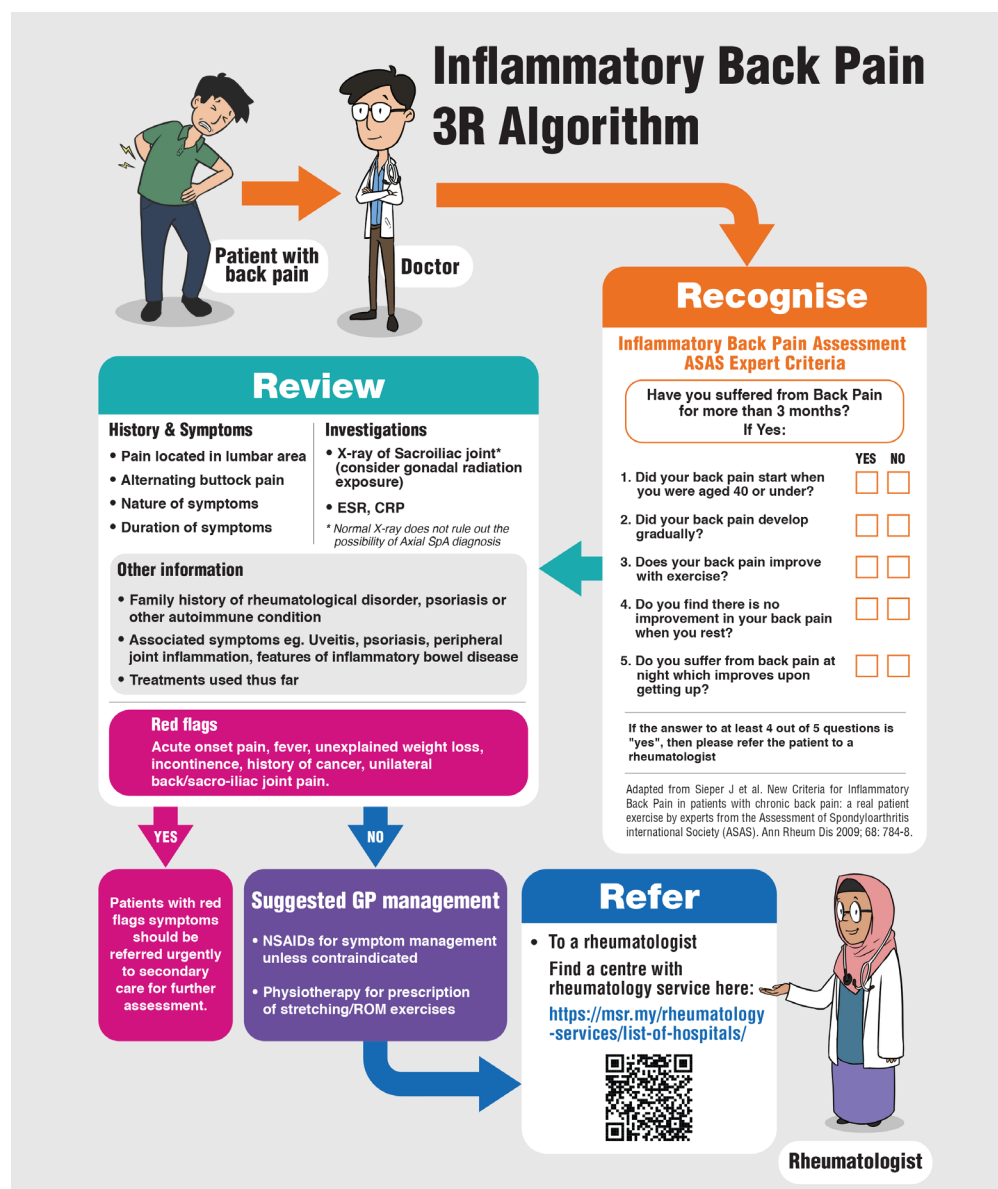 Inflammatory Back Pain
3R Algorithm
Patient with
back pain
Doctor
Recognise
Inflammatory Back Pain Assessment
ASAS Expert Criteria
Have you suffered from Back Pain
for more than 3 months?
If Yes:
YES NO
1. Did your back pain start when
you were aged 40 or under?
2. Did your back pain develop
gradually?
3. Does your back pain improve
with exercise?
4. Do you find there is no
improvement in your back pain
when you rest?
5. Do you suffer from back pain at
night which improves upon
getting up?
If the answer to at least 4 out of 5 questions is
"yes", then please refer the patient to a
rheumatologist
Adapted from Sieper J et al. New Criteria for Inflammatory
Back Pain in patients with chronic back pain: a real patient
exercise by experts from the Assessment of Spondyloarthritis
international Society (ASAS). Ann Rheum Dis 2009; 68: 784-8.
Review
History & Symptoms
• Pain located in lumbar area
• Alternating buttock pain
• Nature of symptoms
• Duration of symptoms
Investigations
• X-ray of Sacroiliac joint*
(consider gonadal radiation
exposure)
• ESR, CRP
* Normal X-ray does not rule out the
possibility of Axial SpA diagnosis
Other information
• Family history of rheumatological disorder, psoriasis or
other autoimmune condition
• Associated symptoms eg. Uveitis, psoriasis, peripheral
joint inflammation, features of inflammatory bowel disease
• Treatments used thus far
Red flags
Acute onset pain, fever, unexplained weight loss,
incontinence, history of cancer, unilateral
back/sacro-iliac joint pain.
YES
NO
Patients with red
flags symptoms
should be
referred urgently
to secondary
care for further
assessment.
Suggested GP management
• NSAIDs for symptom management
unless contraindicated
• Physiotherapy for prescription
of stretching/ROM exercises
Refer
• To a rheumatologist
Find a centre with
rheumatology service here:
https://msr.my/rheumatology
-services/list-of-hospitals/
Rheumatologist